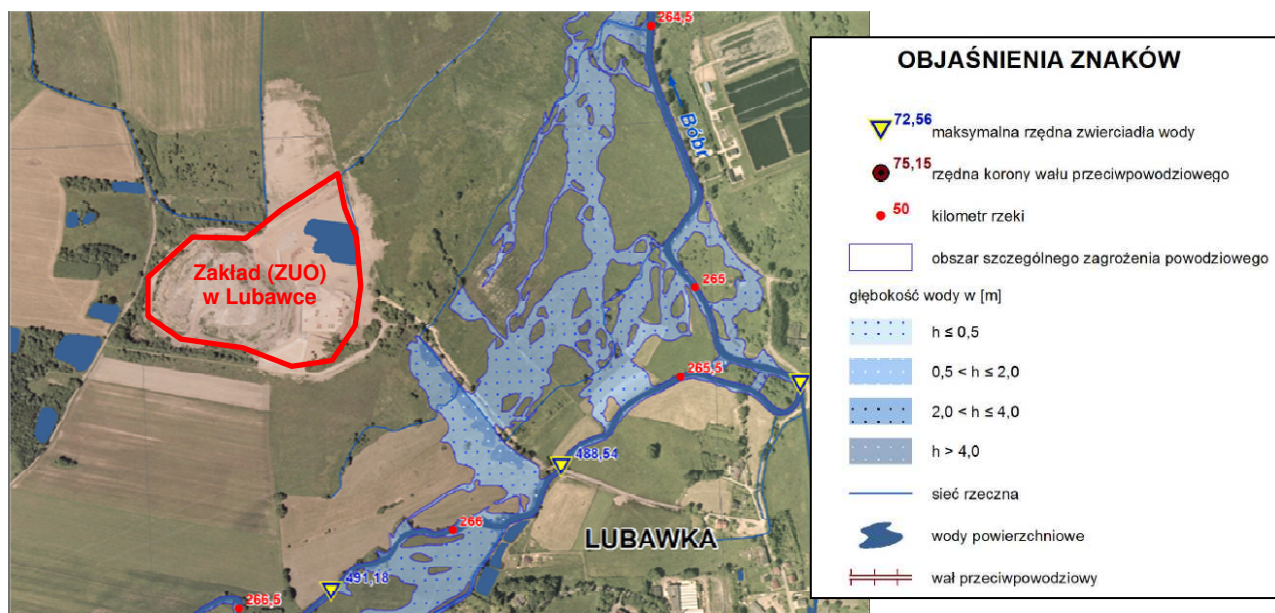 264,5
Bóbr
Zakład (ZUO)
w Lubawce
265
265,5
488,54
266
LUBAWKA
491,18
266,5
OBJAŚNIENIA ZNAKÓW
72,56
maksymalna rzędna zwierciadła wody
75,15
rzędna korony wału przeciwpowodziowego
50
kilometr rzeki
obszar szczególnego zagrożenia powodziowego
głębokość wody w [m]
h ≤ 0,5
0,5 < h ≤ 2,0
2,0 < h ≤ 4,0
h > 4,0
sieć rzeczna
wody powierzchniowe
wał przeciwpowodziowy